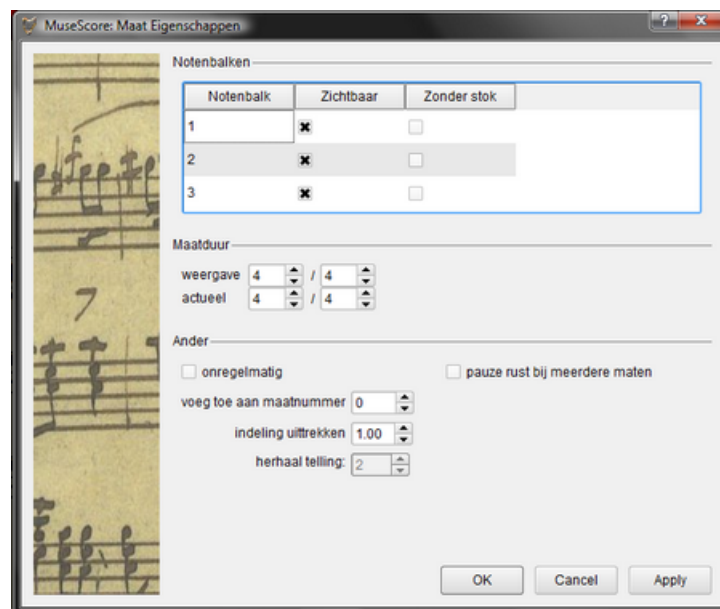 MuseScore: Maat Eigenschappen
Notenbalken
Notenbalk Zichtbaar Zonder stok
1
2
3
Maatduur
weergave 4 / 4
actueel 4 / 4
Ander
onregelmatig pauze rust bij meerdere maten
voeg toe aan maatnummer 0
indeling uittrekken 1.00
herhaal telling: 2
OK Cancel Apply